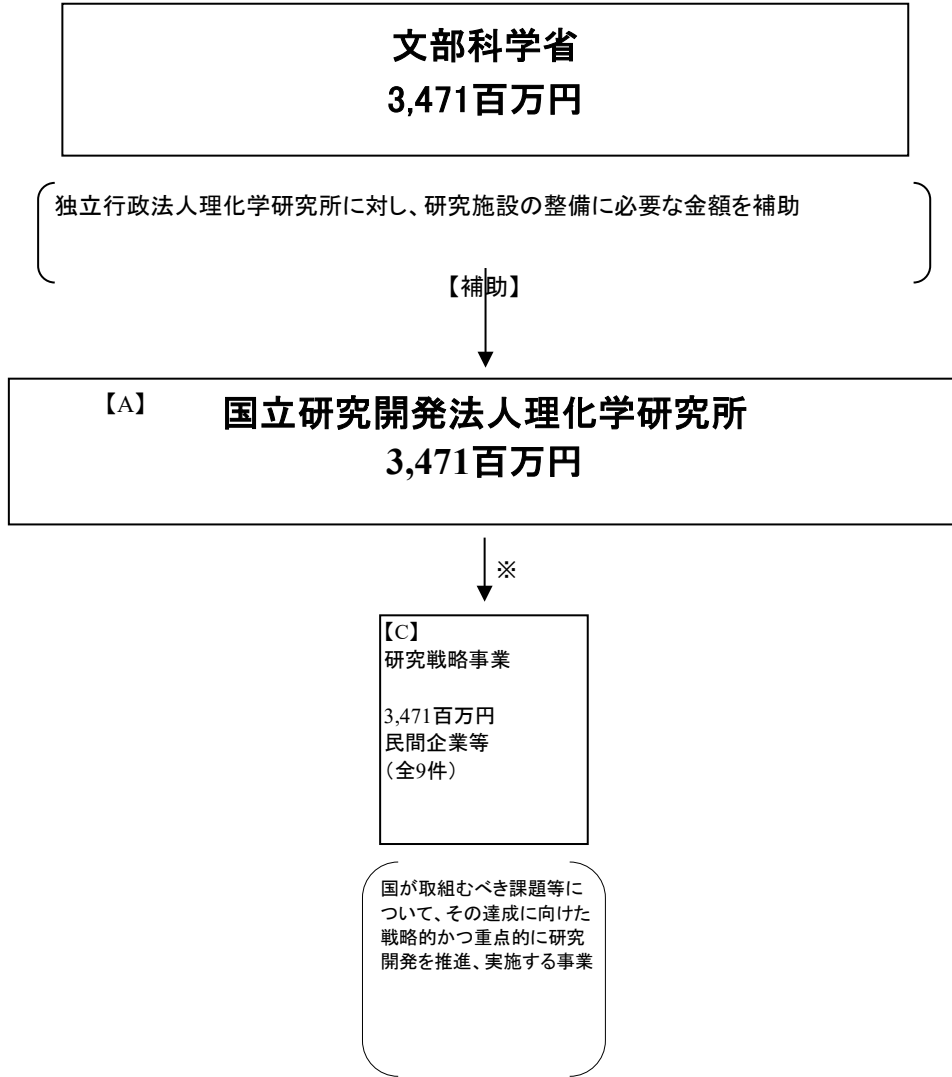 文部科学省
3,471百万円
独立行政法人理化学研究所に対し、研究施設の整備に必要な金額を補助
【補助】
【A】 国立研究開発法人理化学研究所
3,471百万円
※
【C】
研究戦略事業
3,471百万円
民間企業等
（全9件）
国が取組むべき課題等に
ついて、その達成に向けた
戦略的かつ重点的に研究
開発を推進、実施する事業